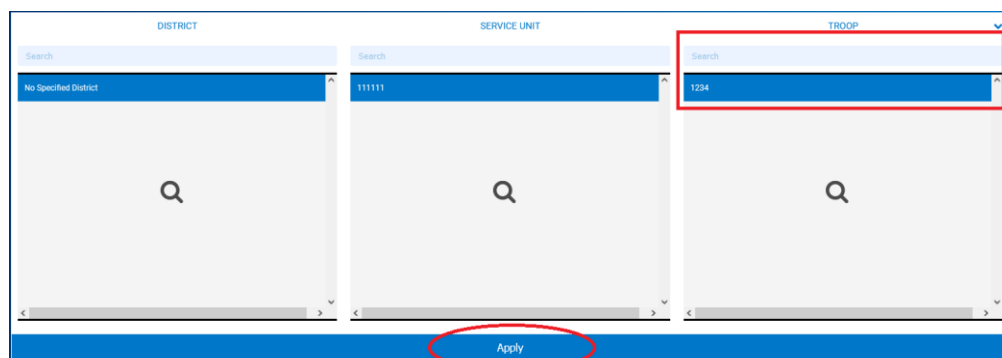 DISTRICT
SERVICE UNIT
TROOP
Search
Search
Search
No Specified District
111111
1234
Apply